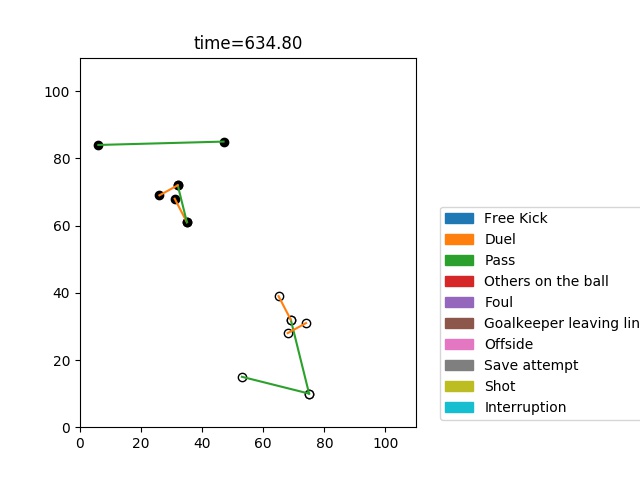 time=634.80
100
80
60
40
20
0
0 20 40 60 80 100
Free Kick
Duel
Pass
Others on the ball
Foul
Goalkeeper leaving lin
Offside
Save attempt
Shot
Interruption